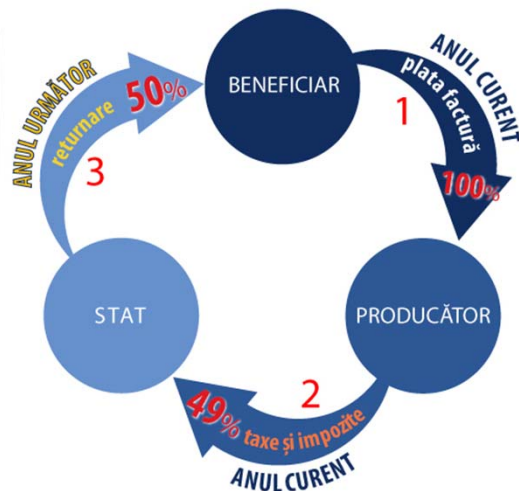 BENEFICIAR
1
ANUL CURENT
plata factură
100%
PRODUCĂTOR
2
49% taxe și impozite
ANUL CURENT
STAT
3
ANUL URMĂTOR
returnare 50%